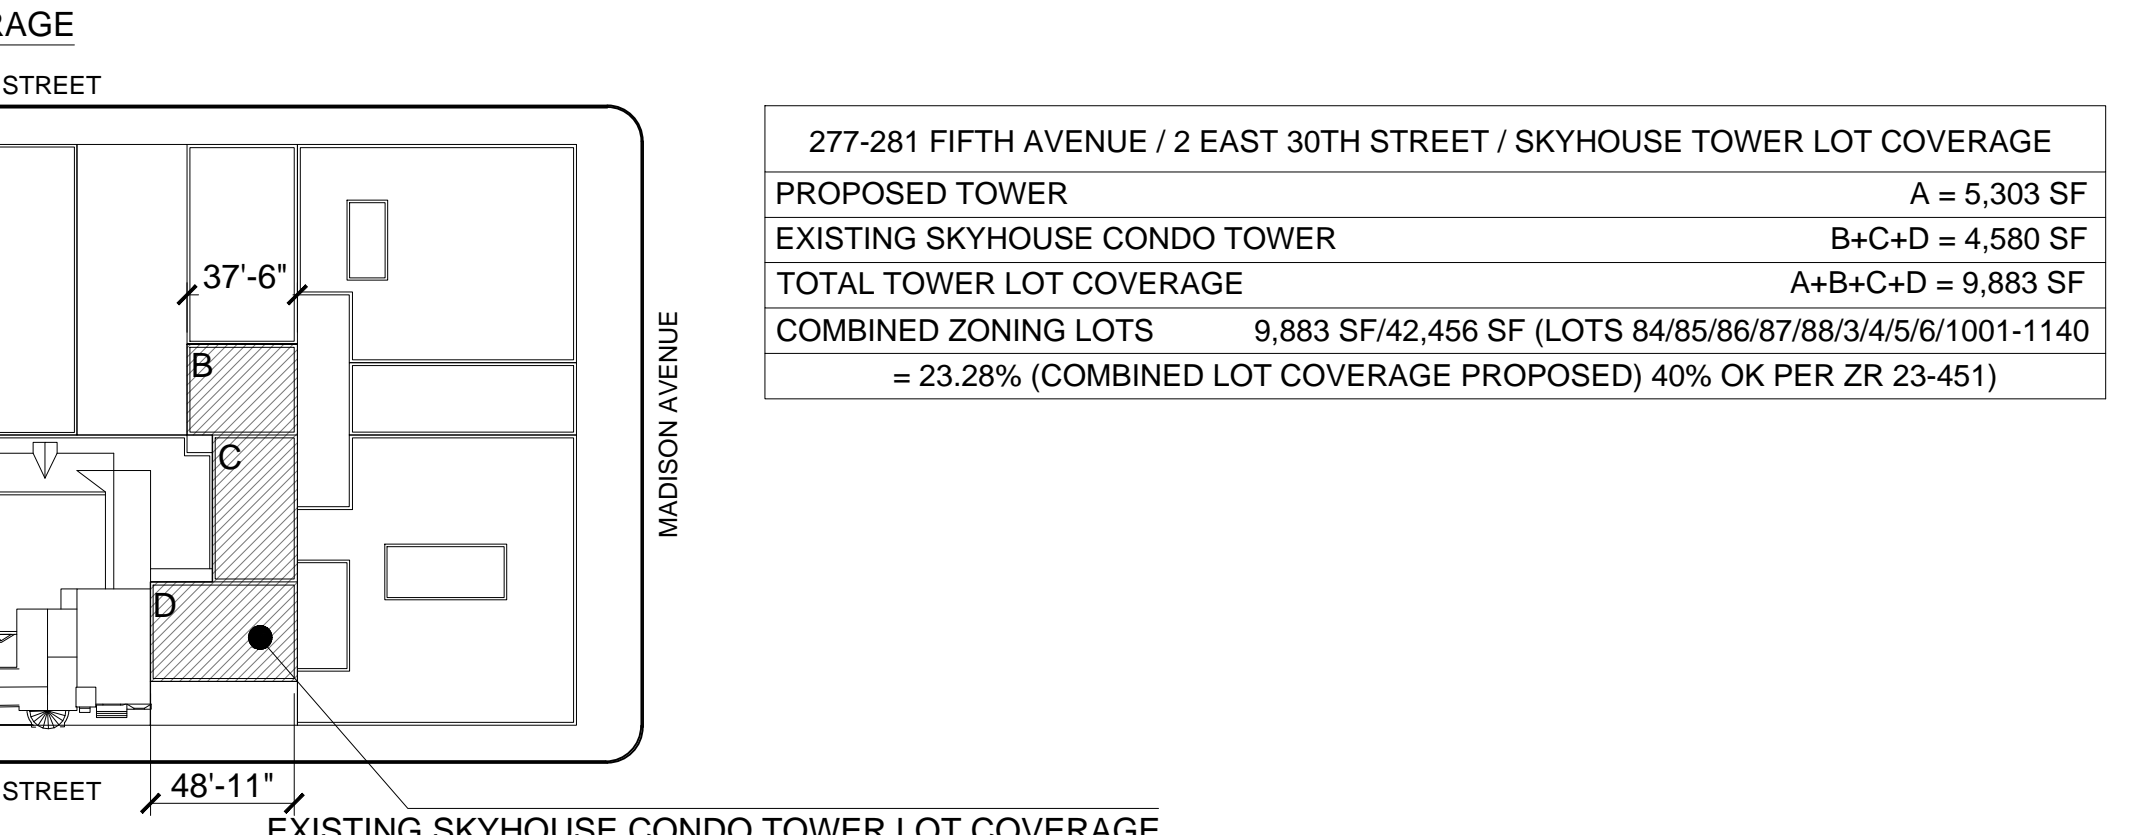 RAGE
STREET
277-281 FIFTH AVENUE / 2 EAST 30TH STREET / SKYHOUSE TOWER LOT COVERAGE
PROPOSED TOWER A = 5,303 SF
EXISTING SKYHOUSE CONDO TOWER B+C+D = 4,580 SF
TOTAL TOWER LOT COVERAGE A+B+C+D = 9,883 SF
COMBINED ZONING LOTS 9,883 SF/42,456 SF (LOTS 84/85/86/87/88/3/4/5/6/1001-1140
= 23.28% (COMBINED LOT COVERAGE PROPOSED) 40% OK PER ZR 23-451)
37'-6"
B
C
D
MADISON AVENUE
STREET
48'-11"
EXISTING SKYHOUSE CONDO TOWER LOT COVERAGE